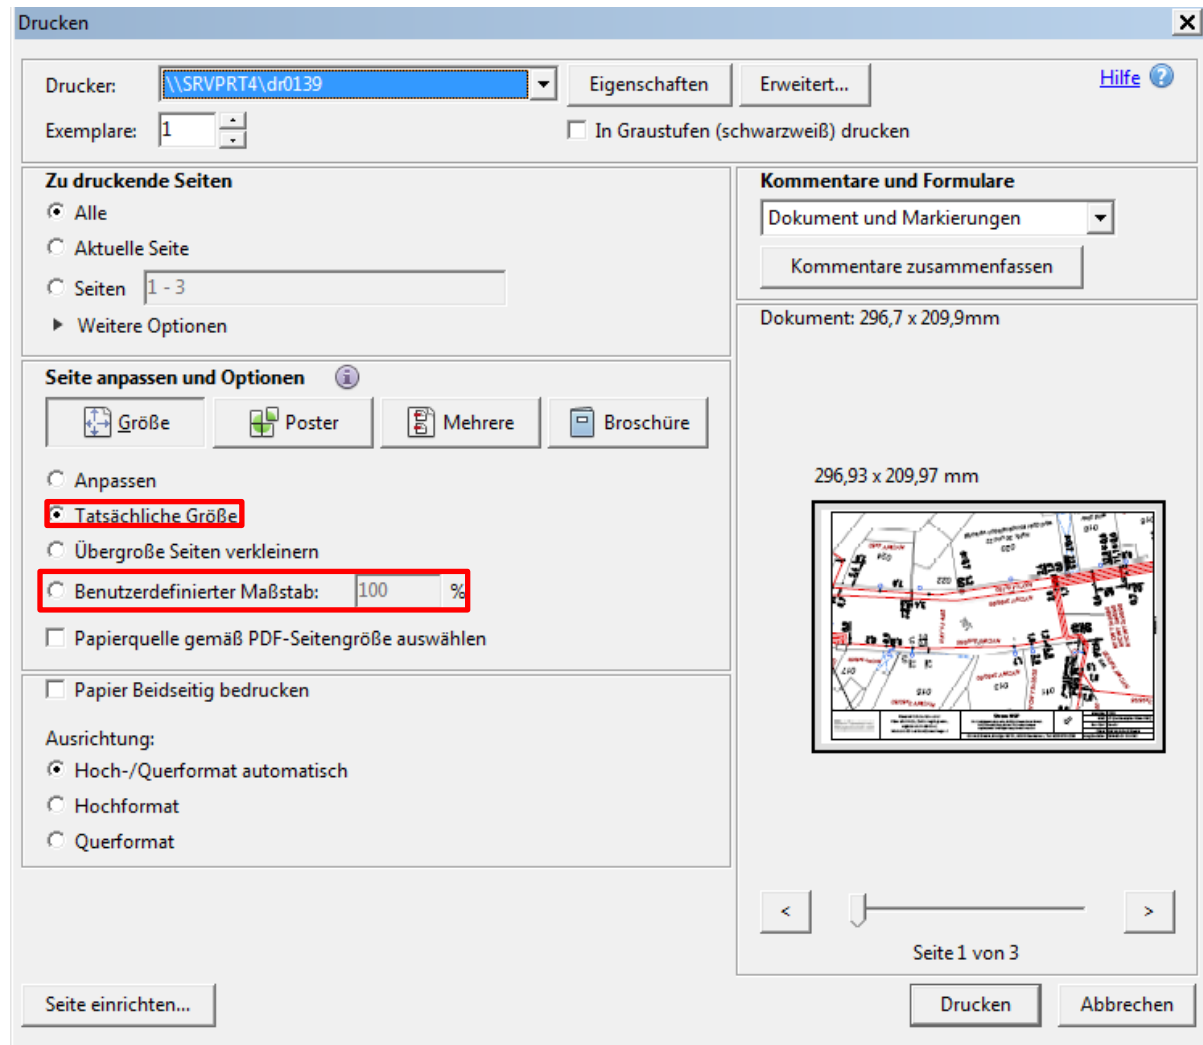 Drucken
Drucker: \\SRVPRT4\dr0139 Eigenschaften Erweitert... Hilfe
Exemplare: 1 In Graustufen (schwarzweiß) drucken
Zu druckende Seiten
Alle
Aktuelle Seite
Seiten 1 - 3
Weitere Optionen
Kommentare und Formulare
Dokument und Markierungen
Kommentare zusammenfassen
Seite anpassen und Optionen
Größe Poster Mehrere Broschüre
Anpassen
Tatsächliche Größe
Übergroße Seiten verkleinern
Benutzerdefinierter Maßstab: 100 %
Papierquelle gemäß PDF-Seitengröße auswählen
Papier Beidseitig bedrucken
Ausrichtung:
Hoch-/Querformat automatisch
Hochformat
Querformat
Dokument: 296,7 x 209,9mm
296,93 x 209,97 mm
< >
Seite 1 von 3
Seite einrichten... Drucken Abbrechen